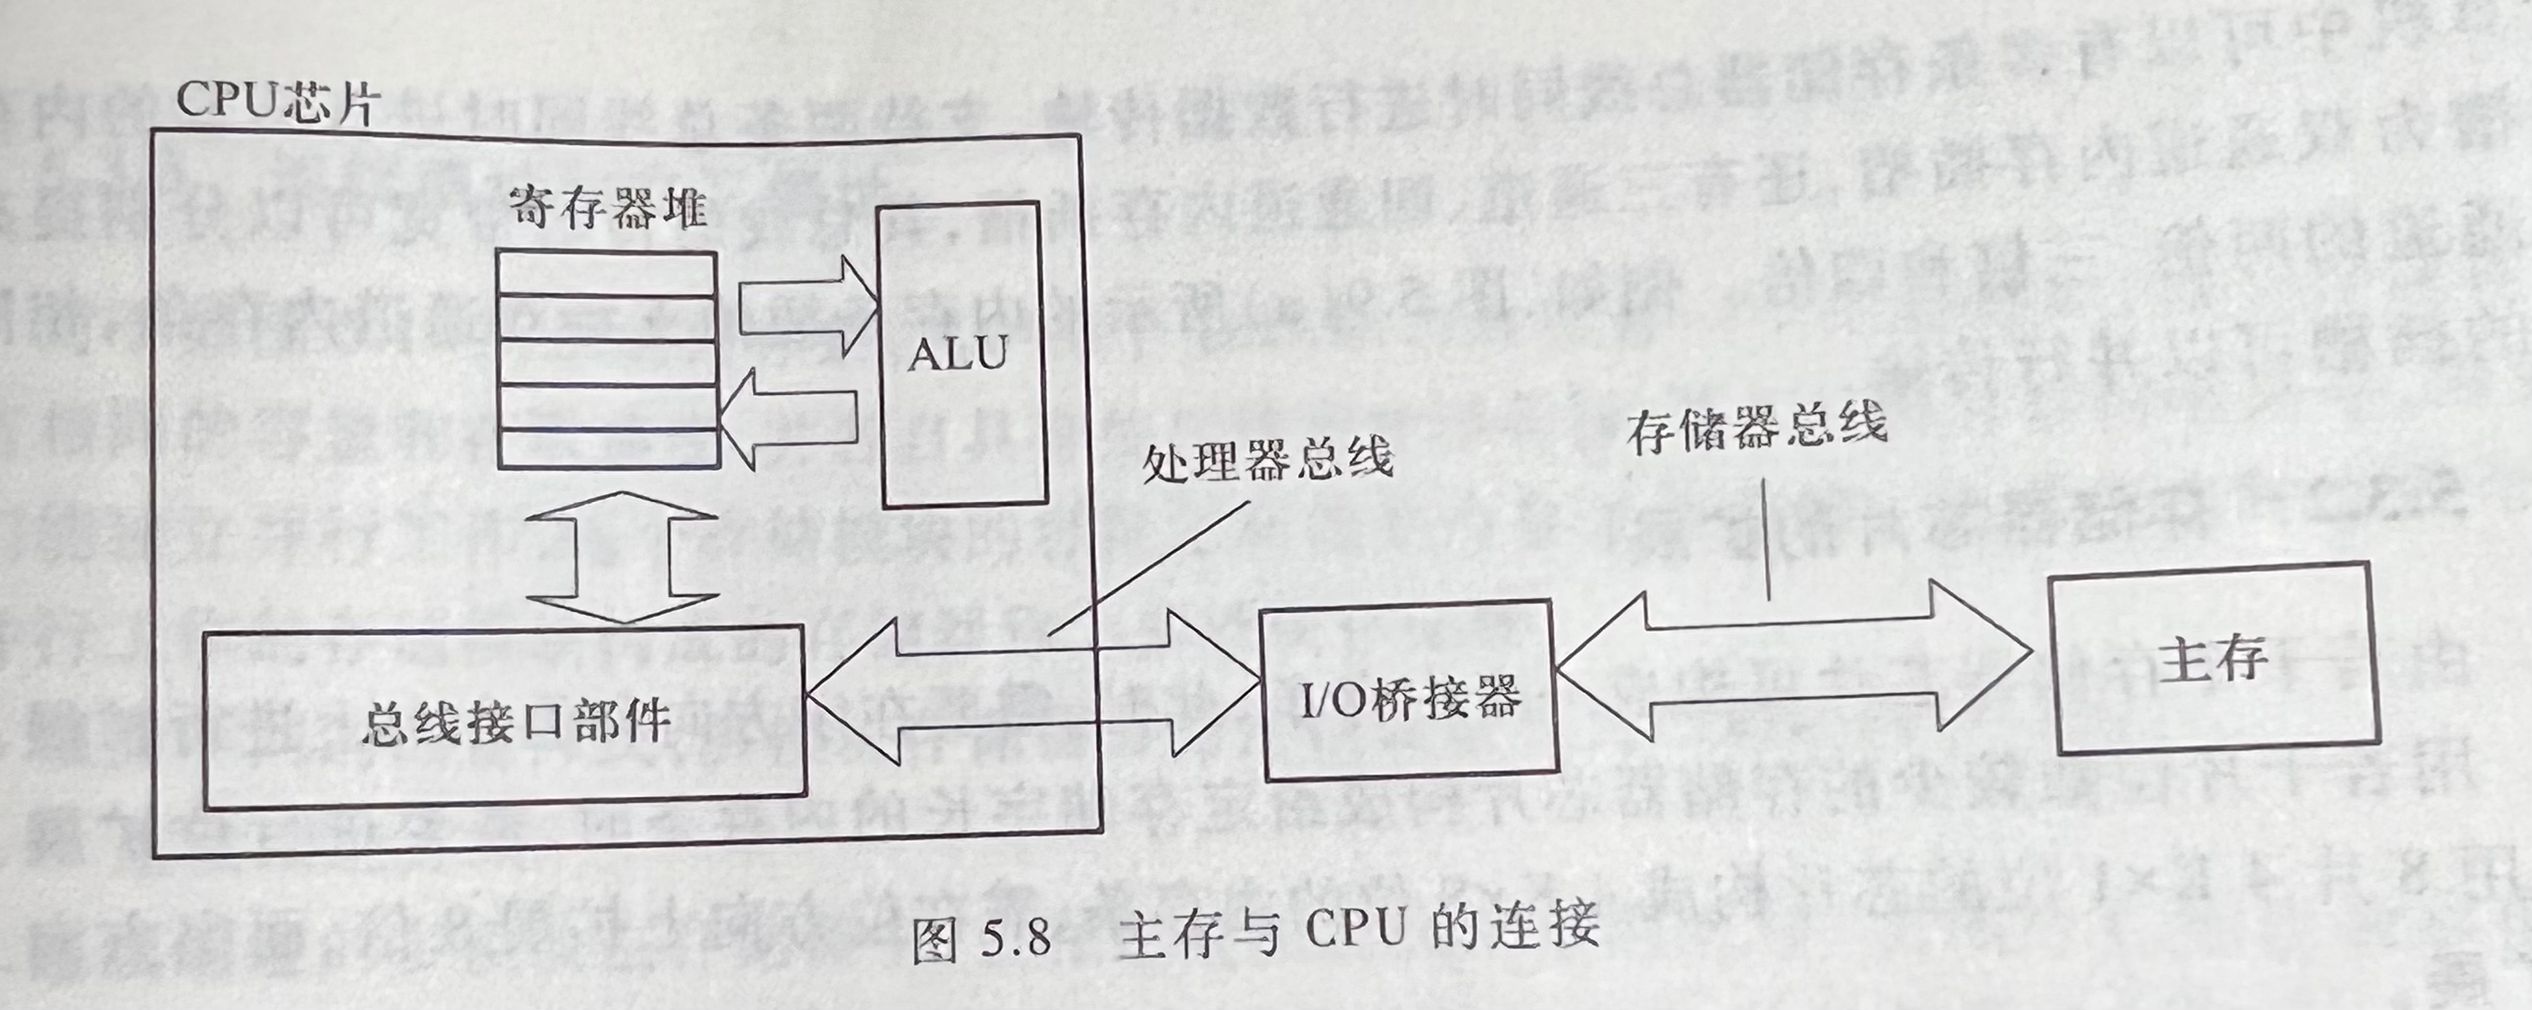 CPU芯片
寄存器堆
ALU
处理器总线
存储器总线
总线接口部件
I/O桥接器
主存
图 5.8 主存与 CPU 的连接